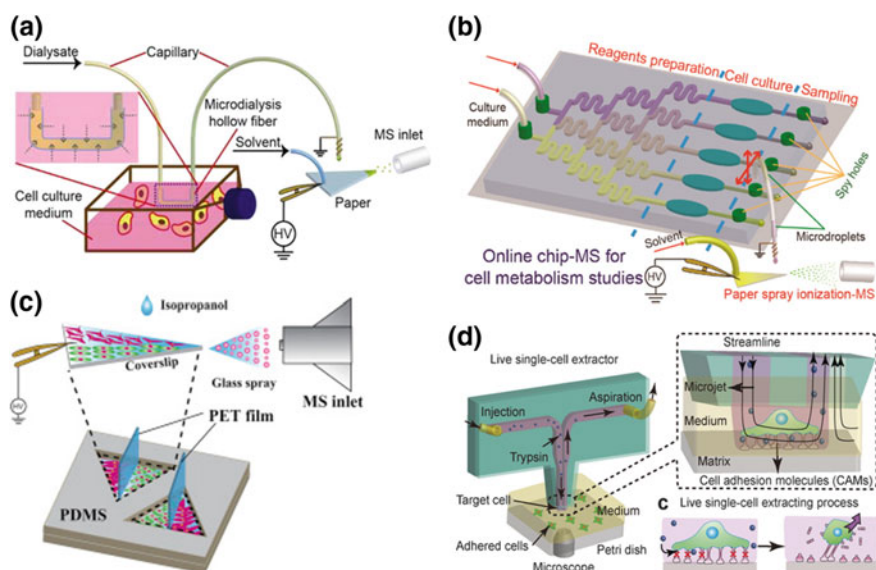 (a)
Dialysate
Capillary
Microdialysis
hollow fiber
Solvent
MS inlet
Cell culture
medium
Paper
HV
(b)
Reagents preparation
Cell culture
Sampling
Culture
medium
Spy holes
Microdroplets
Solvent
Online chip-MS for
cell metabolism studies
HV
Paper spray ionization-MS
(c)
Isopropanol
Coverslip
Glass spray
MS inlet
HV
PET film
PDMS
(d)
Live single-cell extractor
Injection
Aspiration
Trypsin
Target cell
Medium
Adhered cells
Petri dish
Microscope
Streamline
Microjet
Medium
Matrix
Cell adhesion molecules (CAMs)
c
Live single-cell extracting process